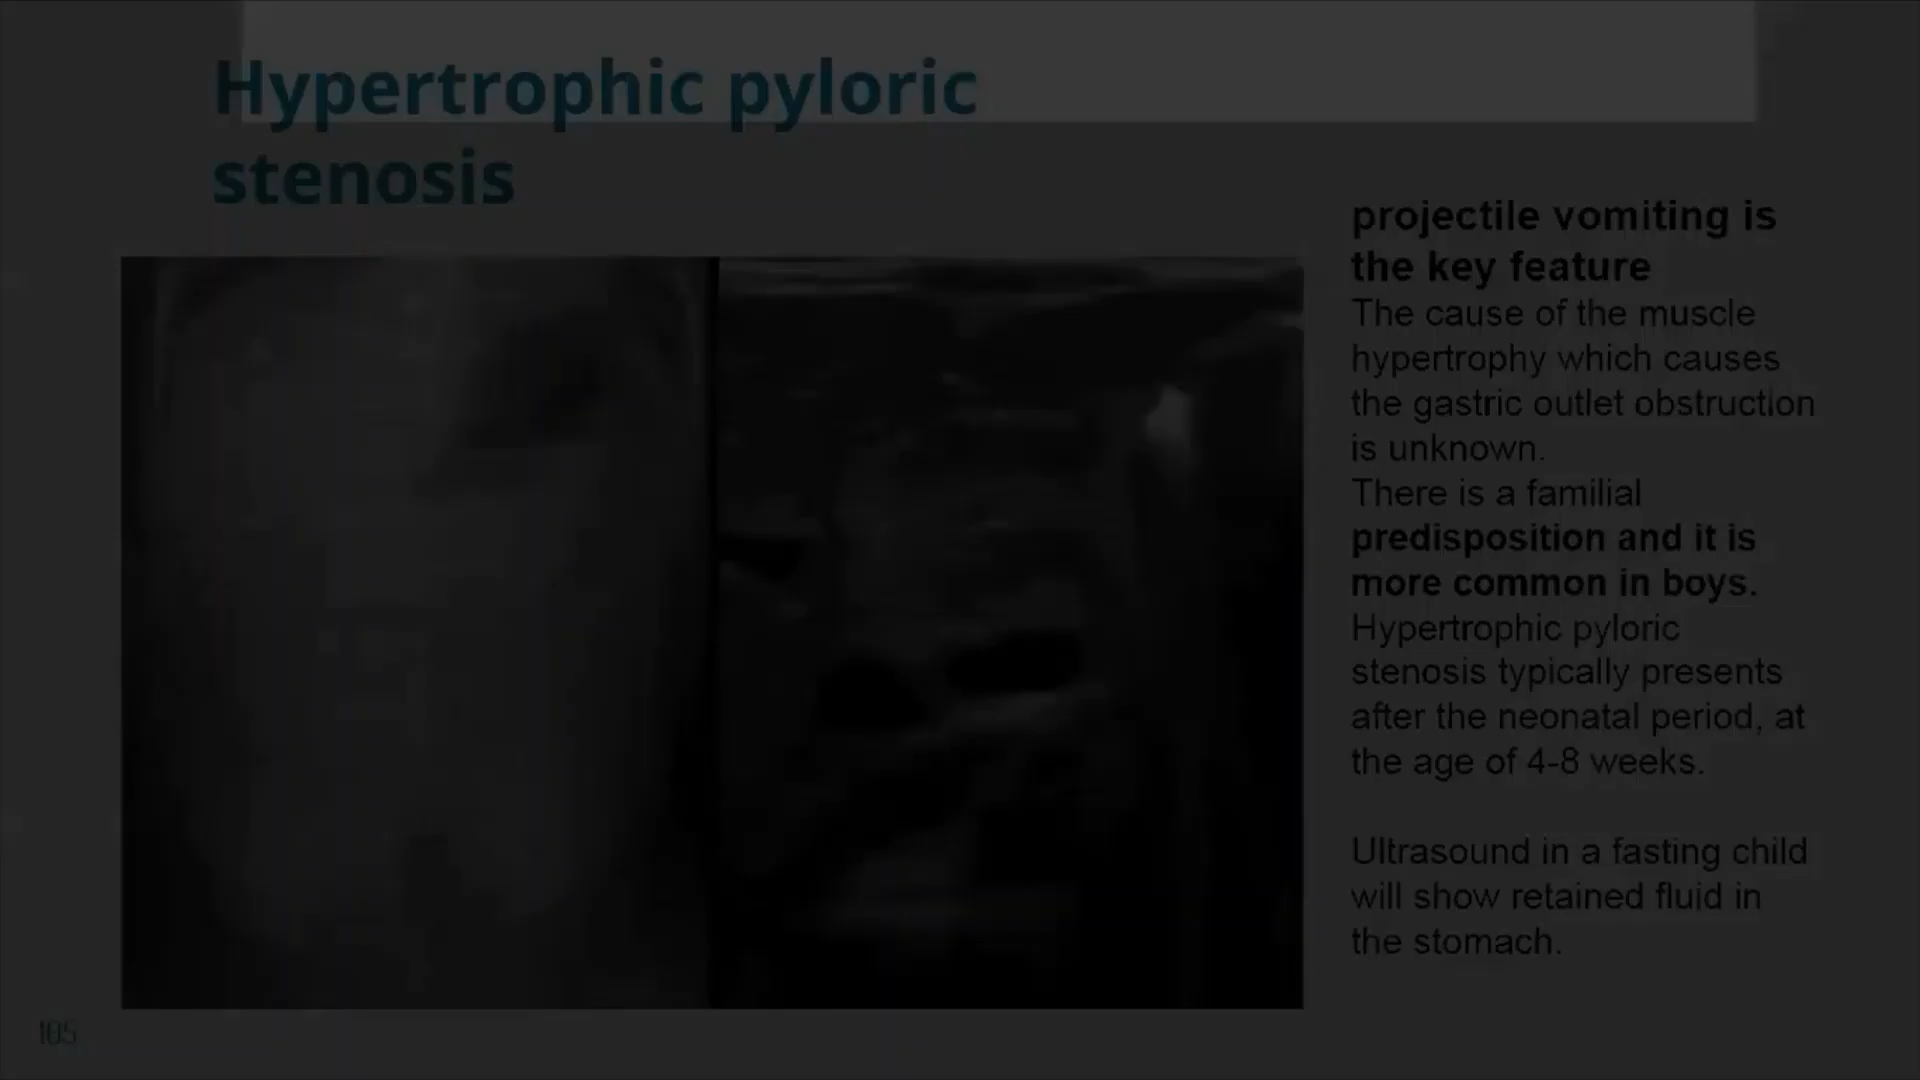 Hypertrophic pyloric
stenosis
projectile vomiting is
the key feature
The cause of the muscle
hypertrophy which causes
the gastric outlet obstruction
is unknown.
There is a familial
predisposition and it is
more common in boys.
Hypertrophic pyloric
stenosis typically presents
after the neonatal period, at
the age of 4-8 weeks.
Ultrasound in a fasting child
will show retained fluid in
the stomach.
105